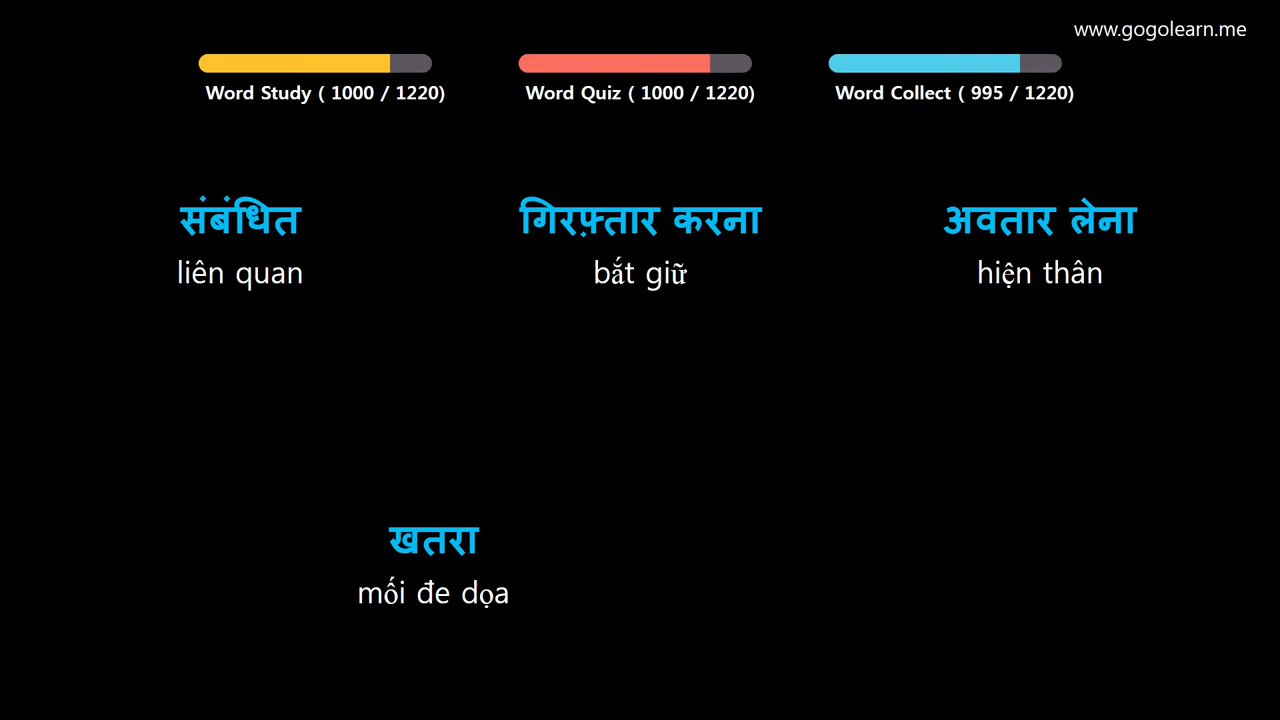 www.gogolearn.me
Word Study ( 1000 / 1220)
Word Quiz ( 1000 / 1220)
Word Collect ( 995 / 1220)
संबंधित
liên quan
गिरफ़्तार करना
bắt giữ
अवतार लेना
hiện thân
खतरा
mối đe dọa